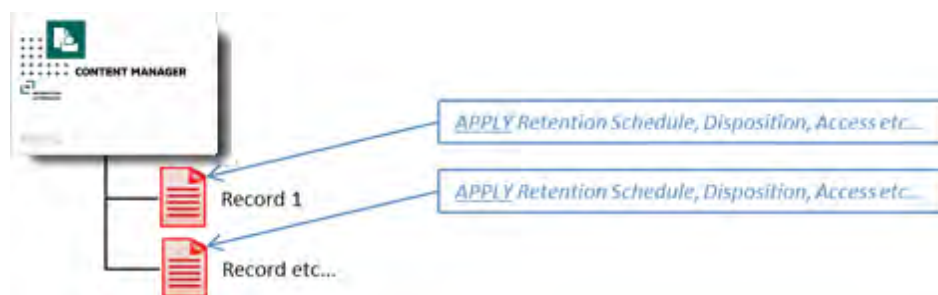 CONTENT MANAGER
APPLY Retention Schedule, Disposition, Access etc...
Record 1
APPLY Retention Schedule, Disposition, Access etc...
Record etc...